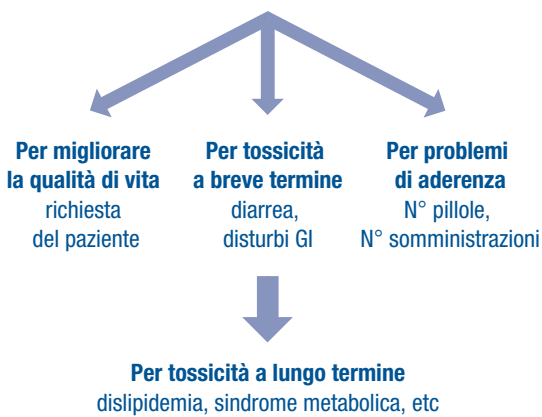 Per migliorare
la qualità di vita
richiesta
del paziente
Per tossicità
a breve termine
diarrea,
disturbi GI
Per problemi
di aderenza
N° pillole,
N° somministrazioni
Per tossicità a lungo termine
dislipidemia, sindrome metabolica, etc